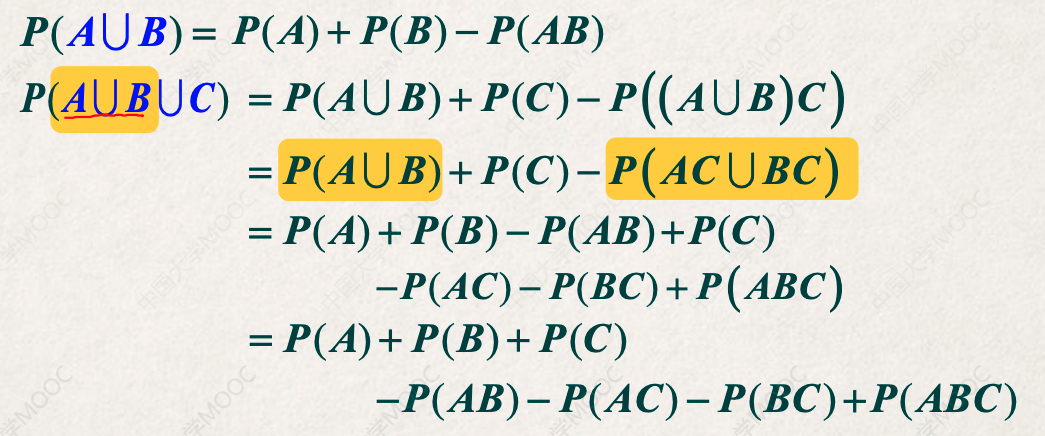 P(A∪B) = P(A)+P(B)−P(AB)
P(A∪B∪C) = P(A∪B)+P(C)−P((A∪B)C)
= P(A∪B)+P(C)−P(AC∪BC)
= P(A)+P(B)−P(AB)+P(C)
−P(AC)−P(BC)+P(ABC)
= P(A)+P(B)+P(C)
−P(AB)−P(AC)−P(BC)+P(ABC)